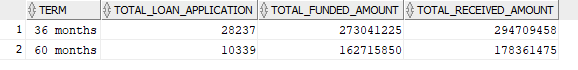 TERM TOTAL_LOAN_APPLICATION TOTAL_FUNDED_AMOUNT TOTAL_RECEIVED_AMOUNT
1 36 months 28237 273041225 294709458
2 60 months 10339 162715850 178361475